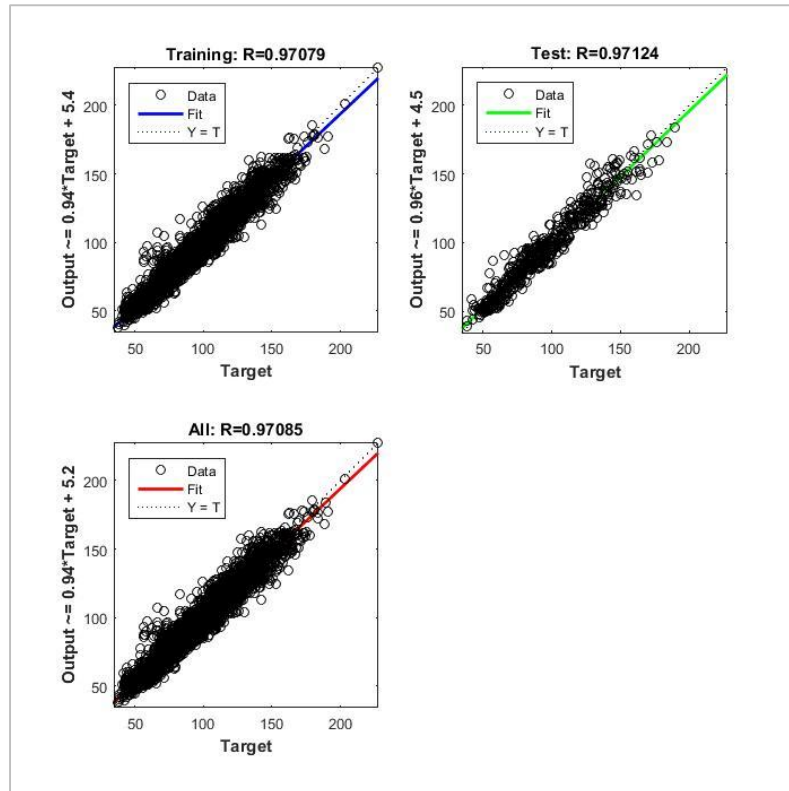 Training: R=0.97079
Output ~= 0.94*Target + 5.4
200
150
100
50
Data
Fit
Y = T
50 100 150 200
Target
Test: R=0.97124
Output ~= 0.96*Target + 4.5
200
150
100
50
Data
Fit
Y = T
50 100 150 200
Target
All: R=0.97085
Output ~= 0.94*Target + 5.2
200
150
100
50
Data
Fit
Y = T
50 100 150 200
Target